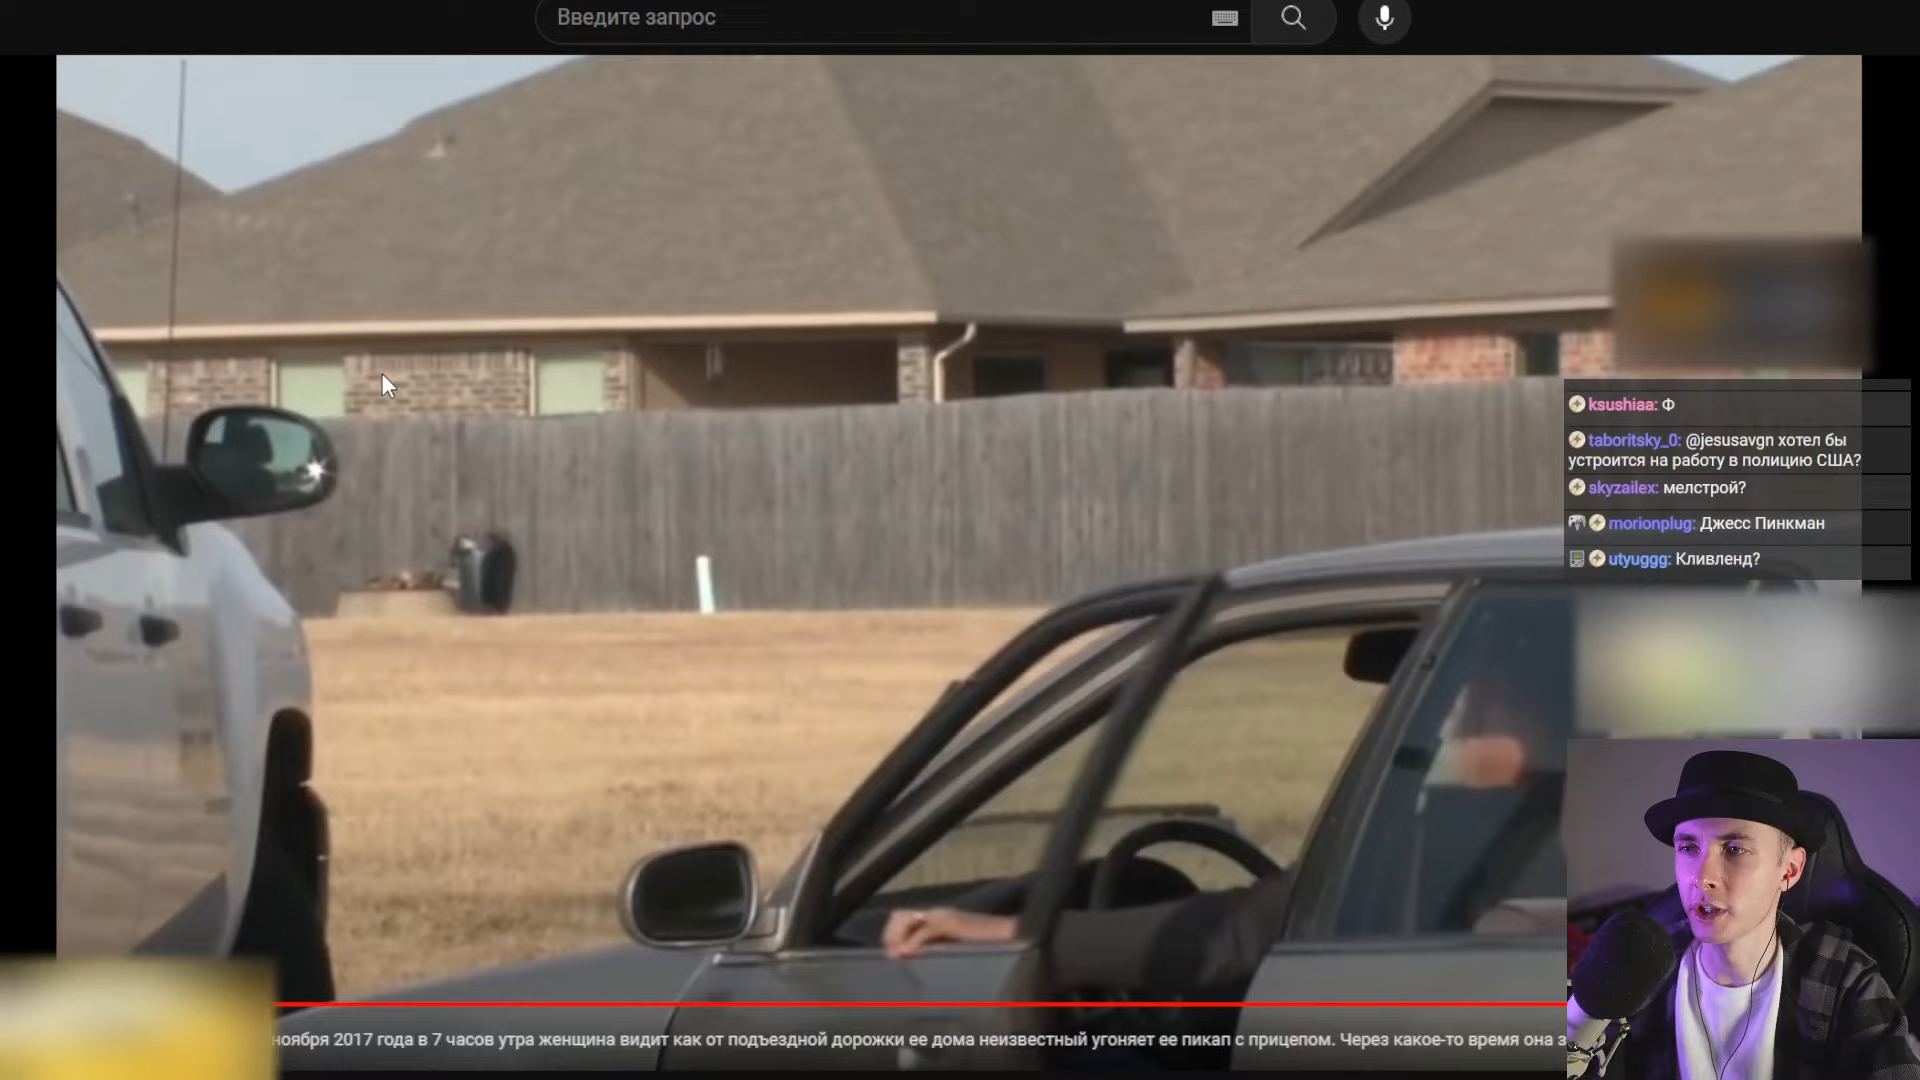 Введите запрос
ksushiaa: Ф
taboritsky_0: @jesusavgn хотел бы
устроится на работу в полицию США?
skyzailex: мелстрой?
morionplug: Джесс Пинкман
utyuggg: Кливленд?
ноября 2017 года в 7 часов утра женщина видит как от подъездной дорожки ее дома неизвестный угоняет ее пикап с прицепом. Через какое-то время она з